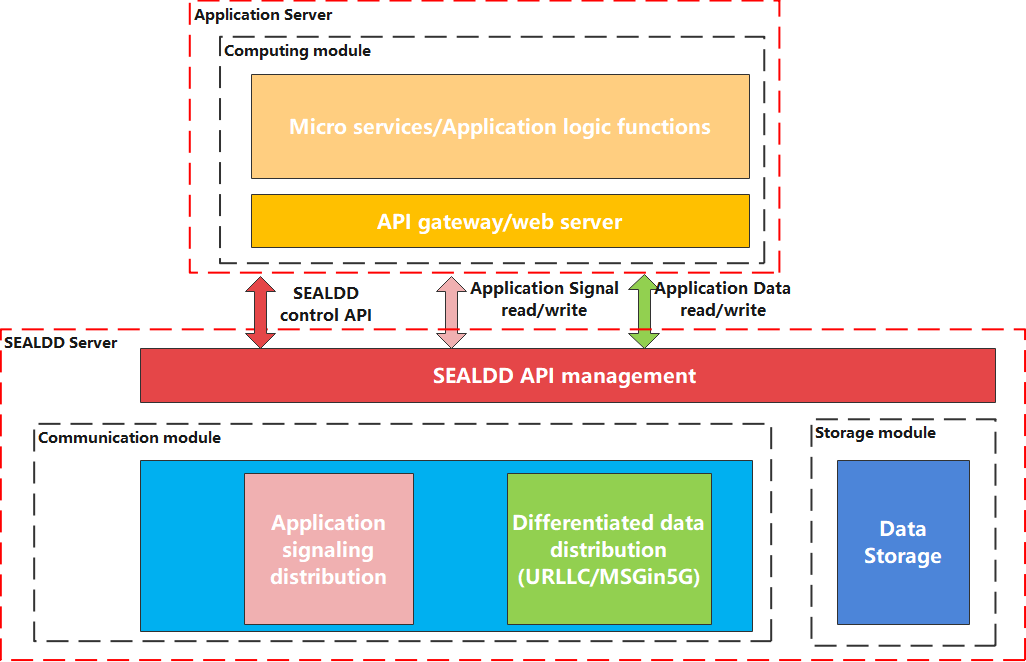 Application Server
Computing module
Micro services/Application logic functions
API gateway/web server
SEALDD
control API
Application Signal
read/write
Application Data
read/write
SEALDD Server
SEALDD API management
Communication module
Application
signaling
distribution
Differentiated data
distribution
(URLLC/MSGin5G)
Storage module
Data
Storage